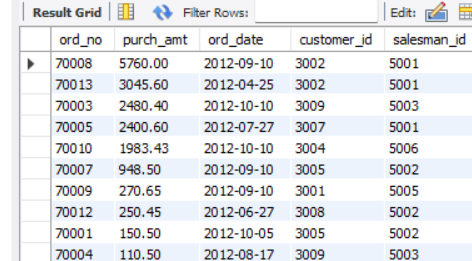 Result Grid Filter Rows: Edit:
ord_no purch_amt ord_date customer_id salesman_id
70008 5760.00 2012-09-10 3002 5001
70013 3045.60 2012-04-25 3002 5001
70003 2480.40 2012-10-10 3009 5003
70005 2400.60 2012-07-27 3007 5001
70010 1983.43 2012-10-10 3004 5006
70007 948.50 2012-09-10 3005 5002
70009 270.65 2012-09-10 3001 5005
70012 250.45 2012-06-27 3008 5002
70001 150.50 2012-10-05 3005 5002
70004 110.50 2012-08-17 3009 5003